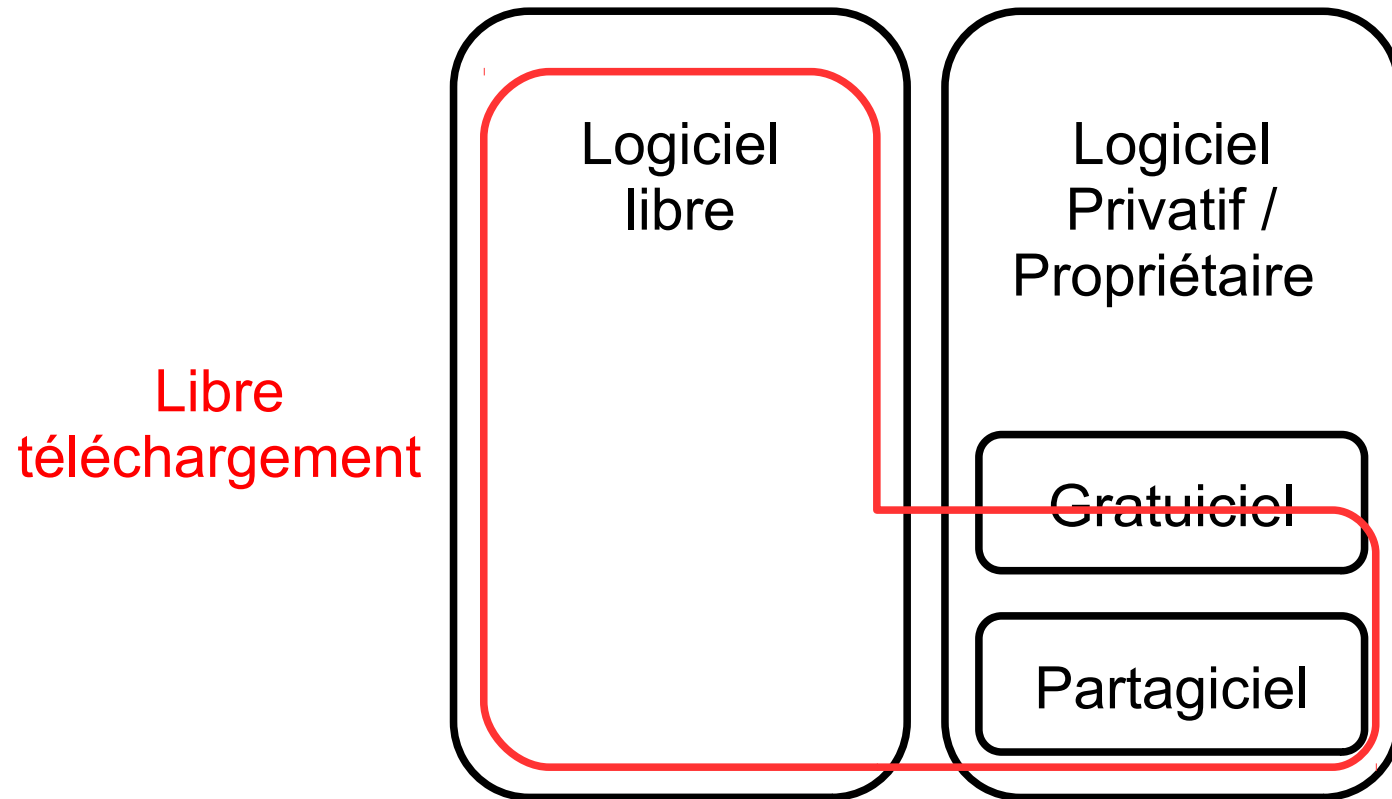 Logiciel
libre
Logiciel
Privatif /
Propriétaire
Libre
téléchargement
Gratuiciel
Partagiciel